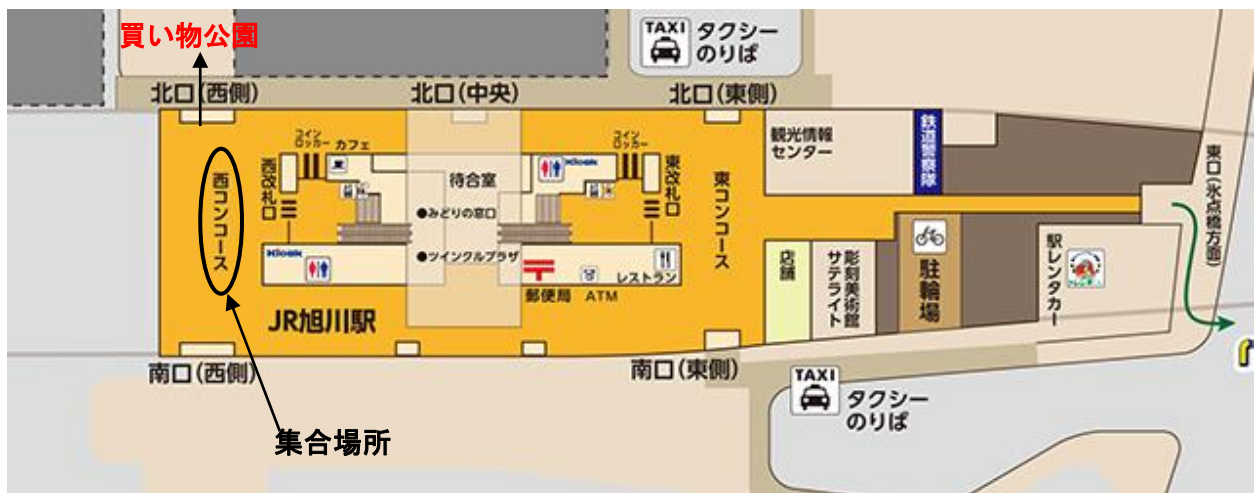 買い物公園
TAXI
タクシー
のりば
北口(西側)
北口(中央)
北口(東側)
コイン
ロッカー
カフェ
コイン
ロッカー
Kiosk
待合室
西コンコース
西改札口
東改札口
東コンコース
●みどりの窓口
●ツインクルプラザ
Kiosk
郵便局
ATM
レストラン
JR旭川駅
観光情報
センター
鉄道警察隊
店舗
彫刻美術館
サテライト
駐輪場
駅レンタカー
東口(氷点橋方面)
南口(西側)
南口(東側)
TAXI
タクシー
のりば
集合場所